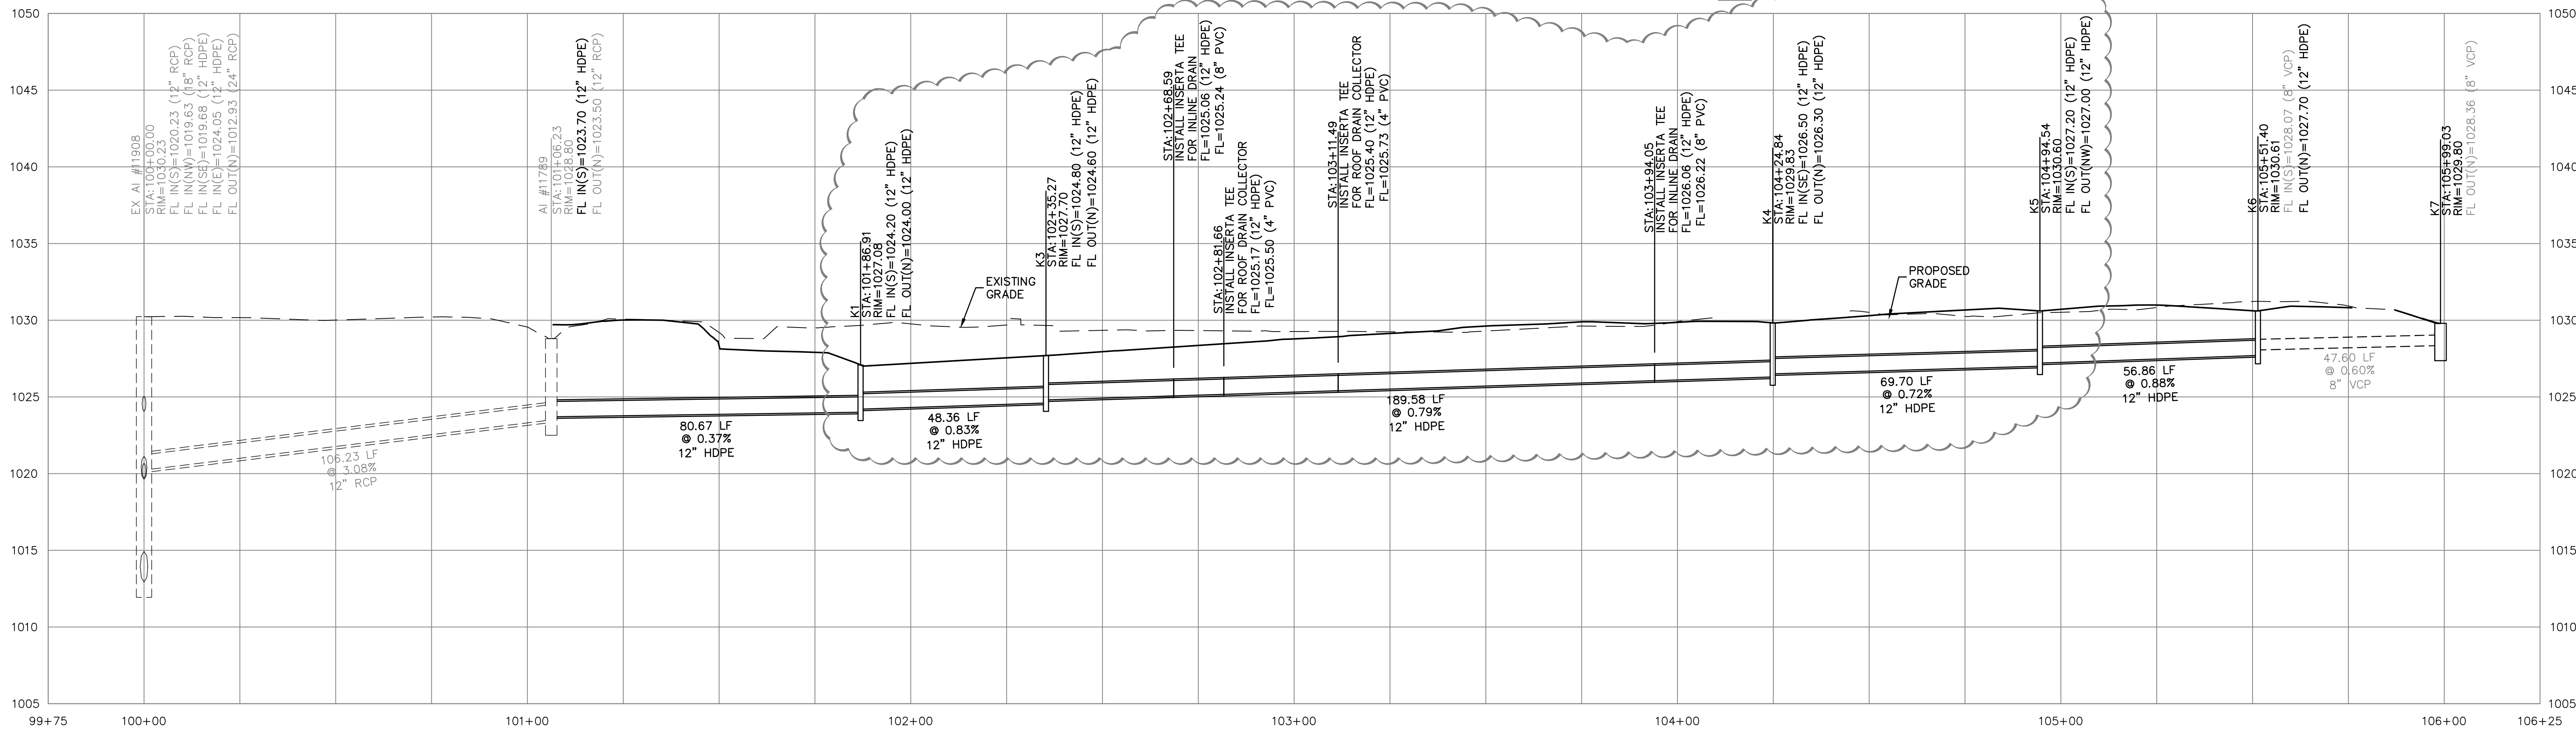 1050
1045
1040
1035
1030
1025
1020
1015
1010
1005
EX AI #11908
STA:100+00.00
RIM=1030.23
FL IN(S)=1020.23 (12" RCP)
FL IN(NW)=1019.63 (18" RCP)
FL IN(SE)=1019.68 (12" HDPE)
FL IN(E)=1024.05 (12" HDPE)
FL OUT(N)=1012.93 (24" RCP)
106.23 LF
@ 3.08%
12" RCP
AI #11789
STA:101+06.23
RIM=1028.80
FL IN(S)=1023.70 (12" HDPE)
FL OUT(N)=1023.50 (12" RCP)
80.67 LF
@ 0.37%
12" HDPE
K1
STA:101+86.91
RIM=1027.08
FL IN(S)=1024.20 (12" HDPE)
FL OUT(N)=1024.00 (12" HDPE)
EXISTING
GRADE
48.36 LF
@ 0.83%
12" HDPE
K3
STA:102+35.27
RIM=1027.70
FL IN(S)=1024.80 (12" HDPE)
FL OUT(N)=1024.60 (12" HDPE)
STA:102+68.59
INSTALL INSERTA TEE
FOR INLINE DRAIN
FL=1025.06 (12" HDPE)
FL=1025.24 (8" PVC)
STA:102+81.66
INSTALL INSERTA TEE
FOR ROOF DRAIN COLLECTOR
FL=1025.17 (12" HDPE)
FL=1025.50 (4" PVC)
STA:103+11.49
INSTALL INSERTA TEE
FOR ROOF DRAIN COLLECTOR
FL=1025.40 (12" HDPE)
FL=1025.73 (4" PVC)
189.58 LF
@ 0.79%
12" HDPE
STA:103+94.05
INSTALL INSERTA TEE
FOR INLINE DRAIN
FL=1026.06 (12" HDPE)
FL=1026.22 (8" PVC)
K4
STA:104+24.84
RIM=1029.83
FL IN(SE)=1026.50 (12" HDPE)
FL OUT(N)=1026.30 (12" HDPE)
PROPOSED
GRADE
69.70 LF
@ 0.72%
12" HDPE
K5
STA:104+94.54
RIM=1030.60
FL IN(S)=1027.20 (12" HDPE)
FL OUT(NW)=1027.00 (12" HDPE)
56.86 LF
@ 0.88%
12" HDPE
K6
STA:105+51.40
RIM=1030.61
FL IN(S)=1028.07 (8" VCP)
FL OUT(N)=1027.70 (12" HDPE)
47.60 LF
@ 0.60%
8" VCP
K7
STA:105+99.03
RIM=1029.80
FL OUT(N)=1028.36 (8" VCP)
1050
1045
1040
1035
1030
1025
1020
1015
1010
1005
99+75
100+00
101+00
102+00
103+00
104+00
105+00
106+00
106+25